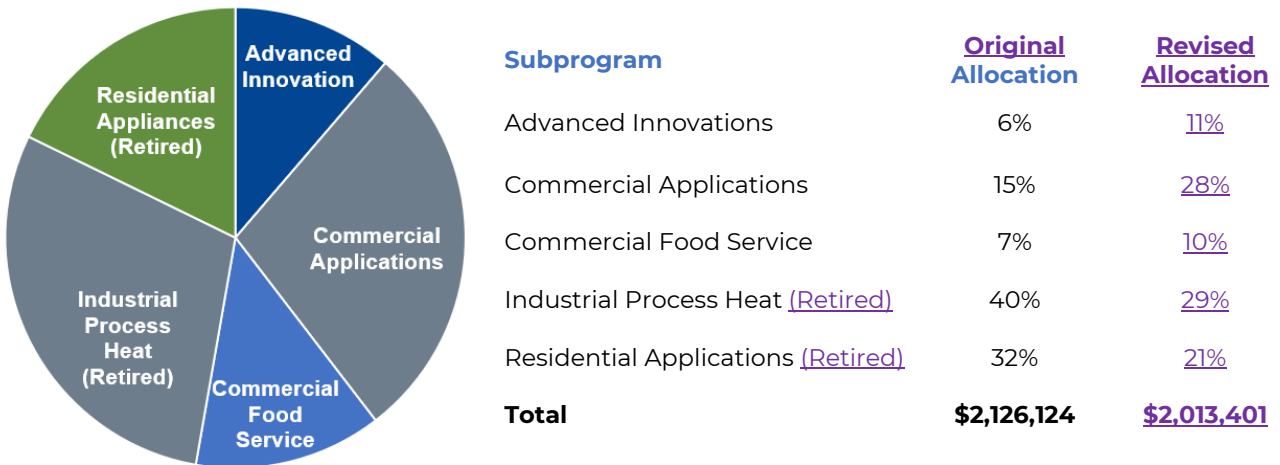 Advanced
Innovation
Residential
Appliances
(Retired)
Commercial
Applications
Industrial
Process
Heat
(Retired)
Commercial
Food
Service
Subprogram Original Allocation Revised Allocation
Advanced Innovations 6% 11%
Commercial Applications 15% 28%
Commercial Food Service 7% 10%
Industrial Process Heat (Retired) 40% 29%
Residential Applications (Retired) 32% 21%
Total $2,126,124 $2,013,401